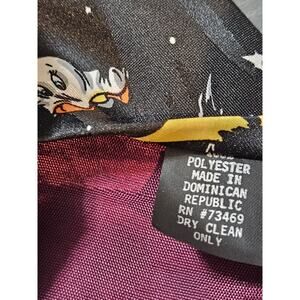 POLYESTER
MADE IN
DOMINICAN
REPUBLIC
RN #73469
DRY CLEAN
ONLY